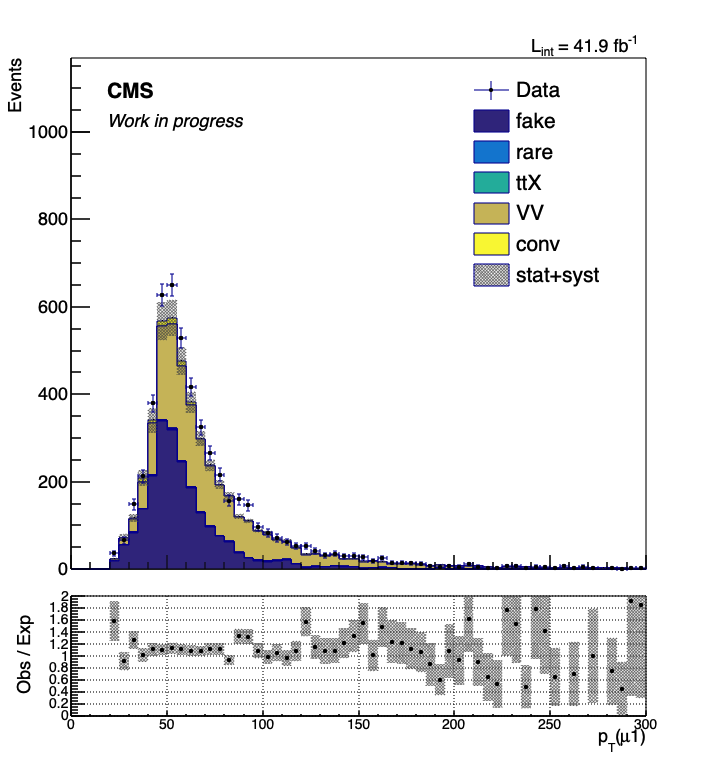 L_int = 41.9 fb^-1
Events
CMS
Work in progress
Data
fake
rare
ttX
VV
conv
stat+syst
1000
800
600
400
200
0
Obs / Exp
2
1.8
1.6
1.4
1.2
1
0.8
0.6
0.4
0.2
0
0 50 100 150 200 250 300
p_T(μ1)